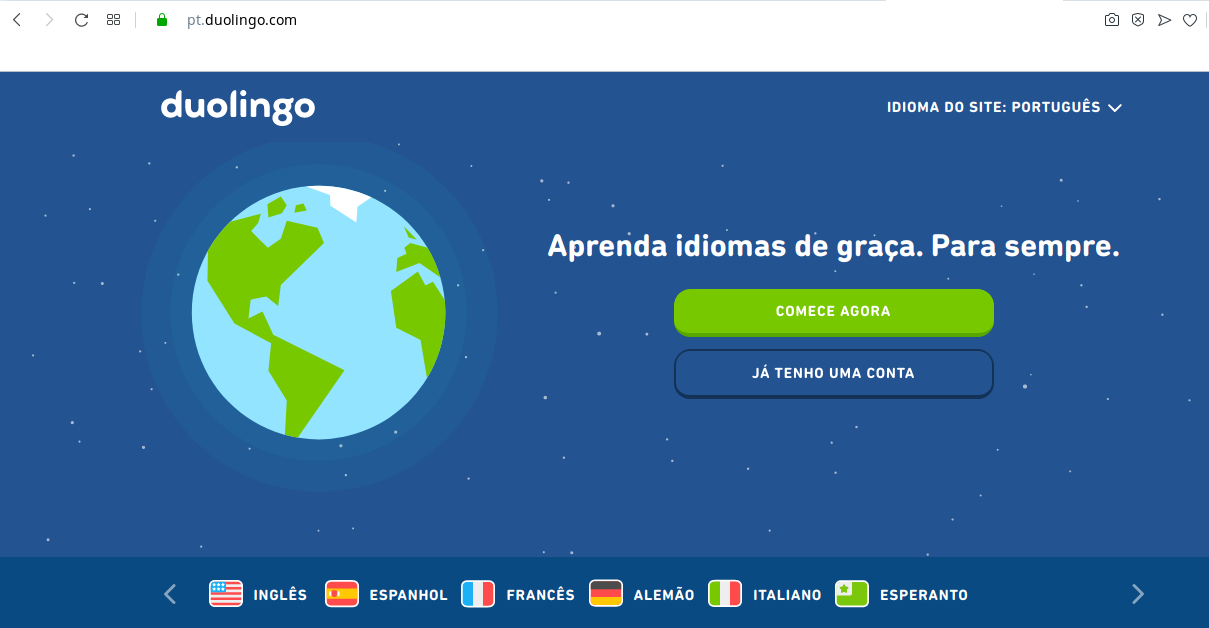 pt.duolingo.com
duolingo
IDIOMA DO SITE: PORTUGUÊS
Aprenda idiomas de graça. Para sempre.
COMECE AGORA
JÁ TENHO UMA CONTA
INGLÊS ESPANHOL FRANCÊS ALEMÃO ITALIANO ESPERANTO